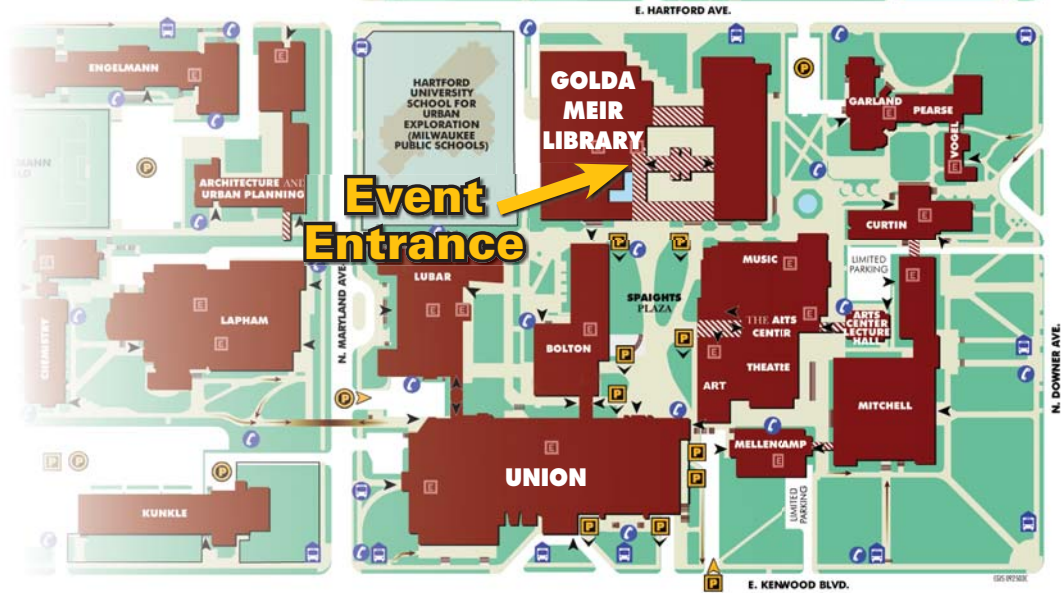 E. HARTFORD AVE.
ENGELMANN
HARTFORD
UNIVERSITY
SCHOOL FOR
URBAN
EXPLORATION
(MILWAUKEE
PUBLIC SCHOOLS)
GOLDA
MEIR
LIBRARY
GARLAND
PEARSE
VOGEL
ARCHITECTURE AND
URBAN PLANNING
Event
Entrance
CURTIN
LIMITED
PARKING
MUSIC
LUBAR
N. MARYLAND AVE.
LAPHAM
CHEMISTRY
SPAIGHTS
PLAZA
BOLTON
THE ARTS
CENTER
THEATRE
ART
ARTS
CENTER
LECTURE
HALL
MITCHELL
N. DOWNER AVE.
MELLENCAMP
LIMITED
PARKING
UNION
KUNKLE
E. KENWOOD BLVD.